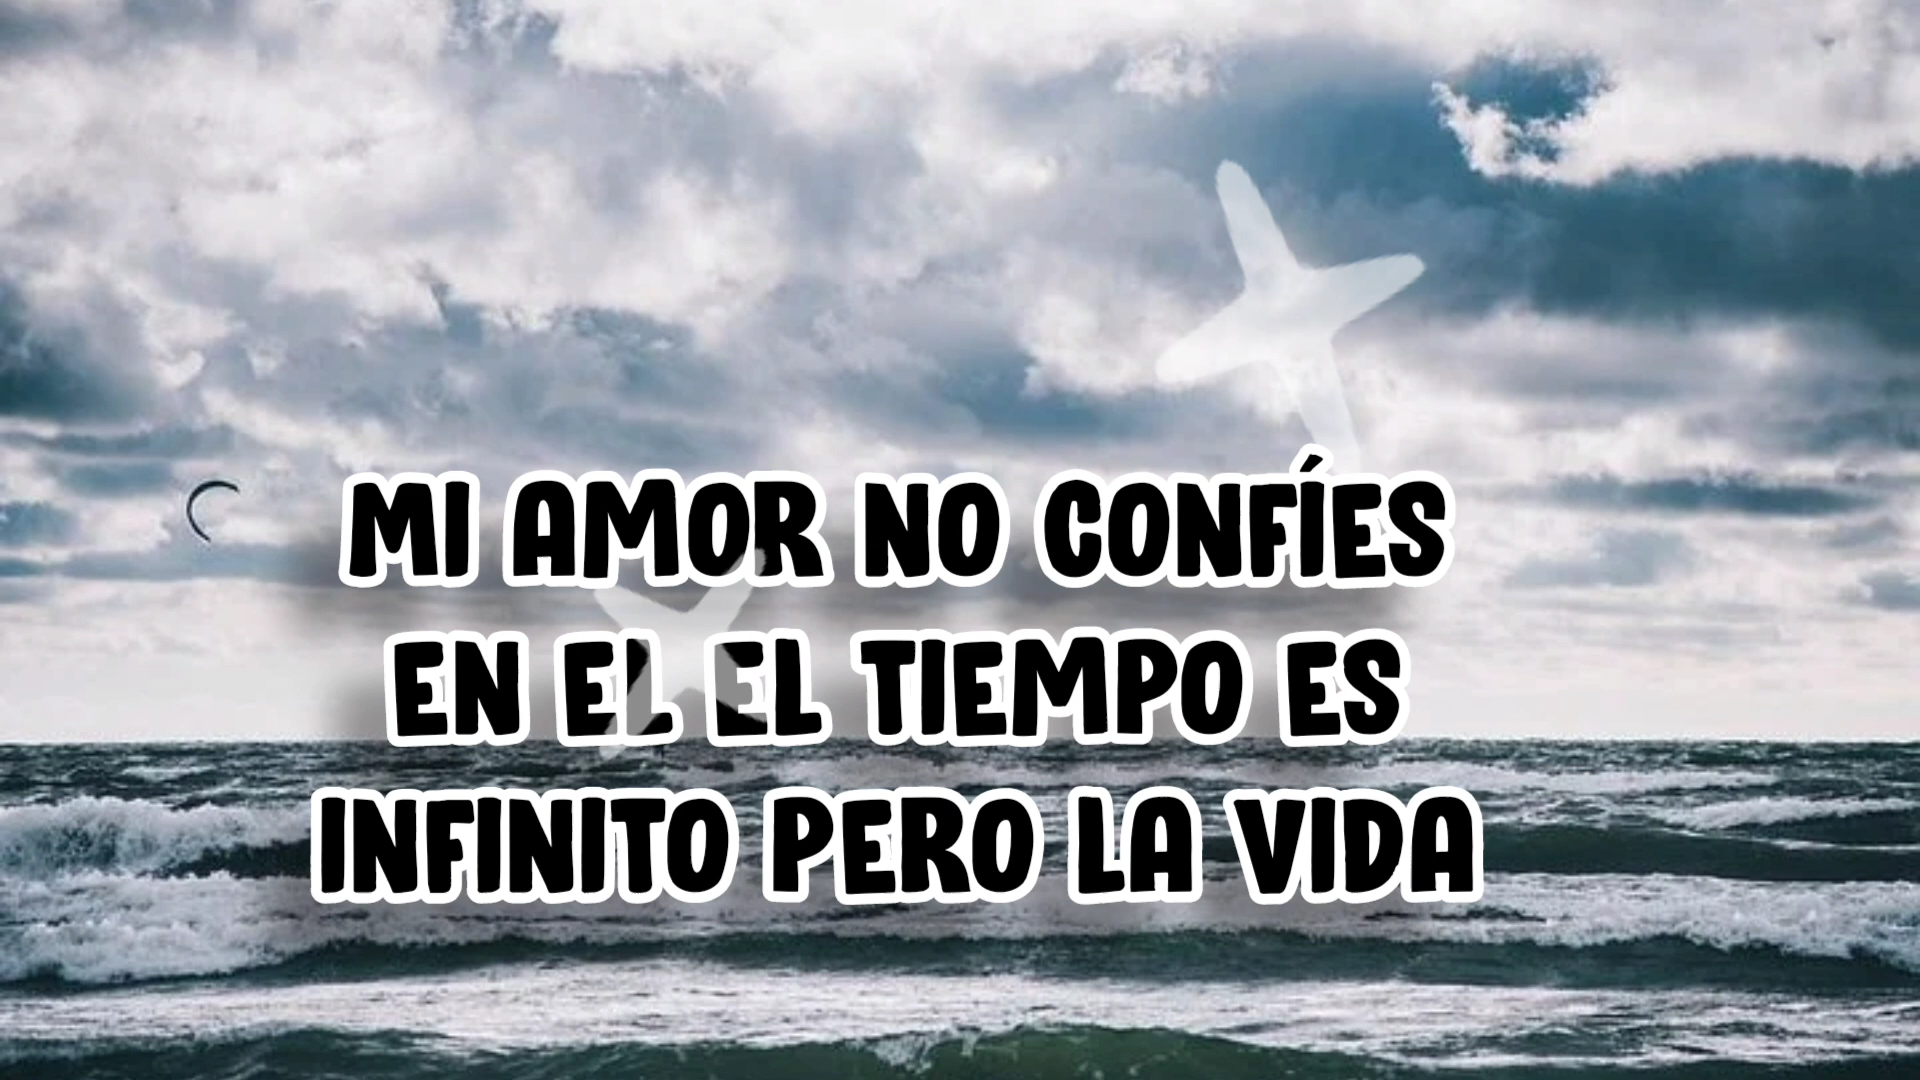 MI AMOR NO CONFÍES
EN EL EL TIEMPO ES
INFINITO PERO LA VIDA